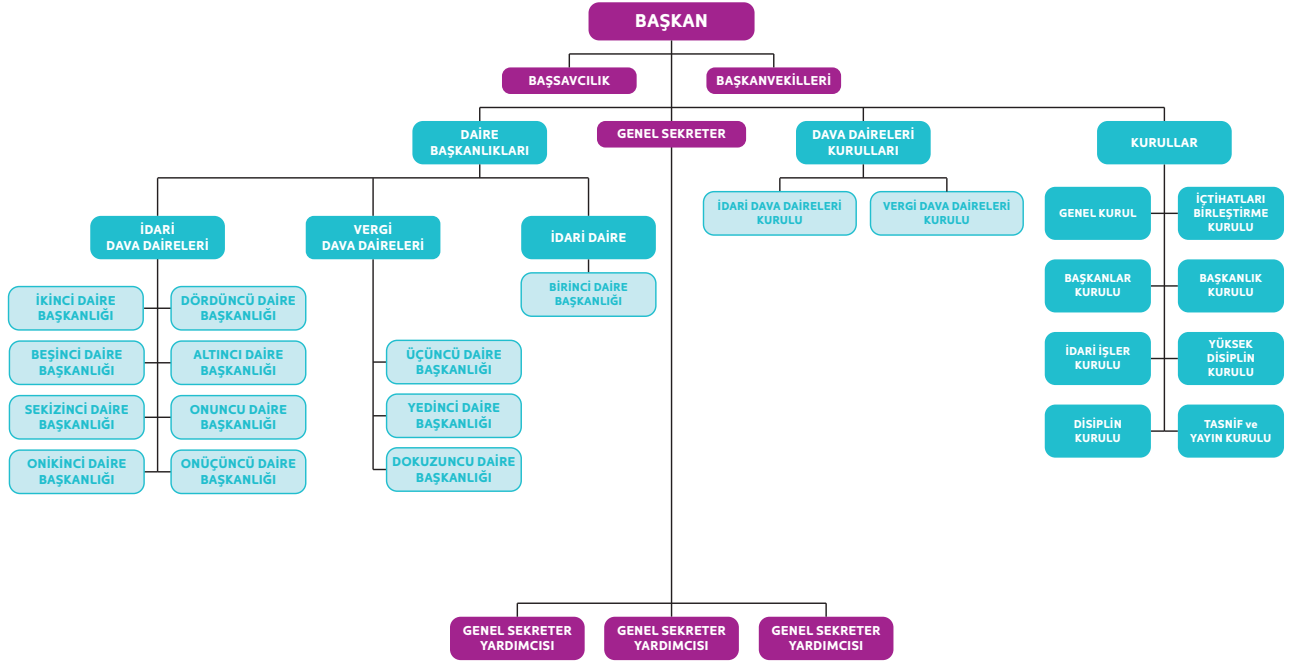 BAŞKAN
BAŞSAVCILIK
BAŞKANVEKİLLERİ
DAİRE
BAŞKANLIKLARI
GENEL SEKRETER
DAVA DAİRELERİ
KURULLARI
KURULLAR
İDARİ
DAVA DAİRELERİ
VERGİ
DAVA DAİRELERİ
İDARİ DAİRE
BİRİNCİ DAİRE
BAŞKANLIĞI
İDARİ DAVA DAİRELERİ
KURULU
VERGİ DAVA DAİRELERİ
KURULU
GENEL KURUL
İÇTİHATLARI
BİRLEŞTİRME
KURULU
BAŞKANLAR
KURULU
BAŞKANLIK
KURULU
İDARİ İŞLER
KURULU
YÜKSEK
DİSİPLİN
KURULU
DİSİPLİN
KURULU
TASNİF ve
YAYIN KURULU
İKİNCİ DAİRE
BAŞKANLIĞI
DÖRDÜNCÜ DAİRE
BAŞKANLIĞI
BEŞİNCİ DAİRE
BAŞKANLIĞI
ALTINCI DAİRE
BAŞKANLIĞI
SEKİZİNCİ DAİRE
BAŞKANLIĞI
ONUNCU DAİRE
BAŞKANLIĞI
ONİKİNCİ DAİRE
BAŞKANLIĞI
ONÜÇÜNCÜ DAİRE
BAŞKANLIĞI
ÜÇÜNCÜ DAİRE
BAŞKANLIĞI
YEDİNCİ DAİRE
BAŞKANLIĞI
DOKUZUNCU DAİRE
BAŞKANLIĞI
GENEL SEKRETER
YARDIMCISI
GENEL SEKRETER
YARDIMCISI
GENEL SEKRETER
YARDIMCISI